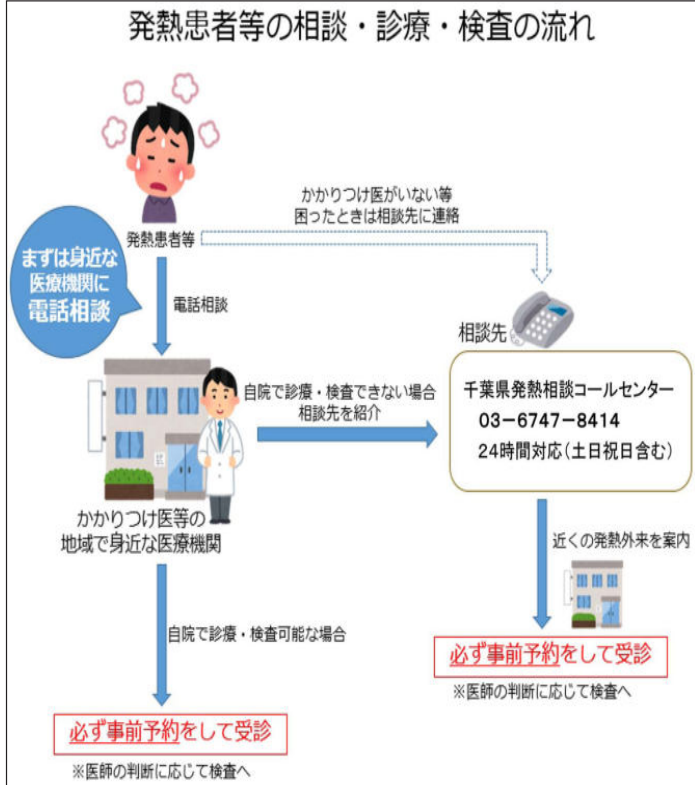 発熱患者等の相談・診療・検査の流れ
発熱患者等
かかりつけ医がいない等
困ったときは相談先に連絡
まずは身近な
医療機関に
電話相談
電話相談
相談先
千葉県発熱相談コールセンター
03-6747-8414
24時間対応(土日祝日含む)
自院で診療・検査できない場合
相談先を紹介
かかりつけ医等の
地域で身近な医療機関
近くの発熱外来を案内
必ず事前予約をして受診
※医師の判断に応じて検査へ
自院で診療・検査可能な場合
必ず事前予約をして受診
※医師の判断に応じて検査へ